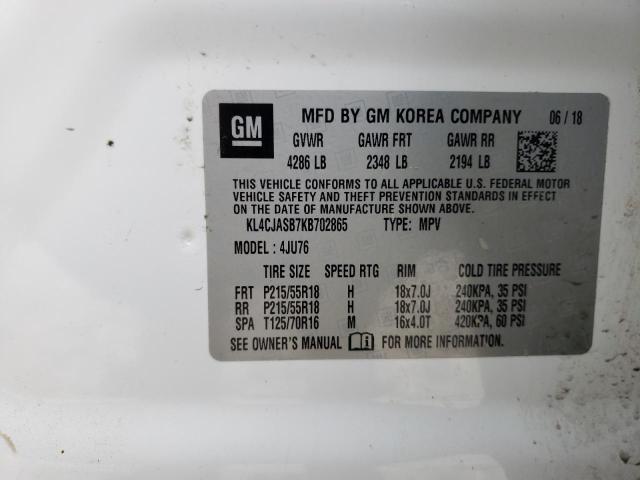 GM MFD BY GM KOREA COMPANY 06/18
GVWR GAWR FRT GAWR RR
4286 LB 2348 LB 2194 LB
THIS VEHICLE CONFORMS TO ALL APPLICABLE U.S. FEDERAL MOTOR
VEHICLE SAFETY AND THEFT PREVENTION STANDARDS IN EFFECT
ON THE DATE OF MANUFACTURE SHOWN ABOVE.
KL4CJASB7KB702865 TYPE: MPV
MODEL: 4JU76
TIRE SIZE SPEED RTG RIM COLD TIRE PRESSURE
FRT P215/55R18 H 18x7.0J 240KPA, 35 PSI
RR P215/55R18 H 18x7.0J 240KPA, 35 PSI
SPA T125/70R16 M 16x4.0T 420KPA, 60 PSI
SEE OWNER'S MANUAL FOR MORE INFORMATION